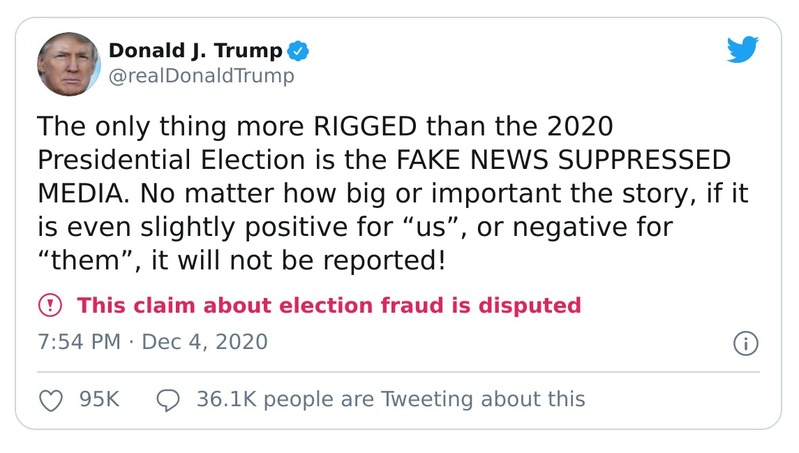 Donald J. Trump
@realDonaldTrump
The only thing more RIGGED than the 2020
Presidential Election is the FAKE NEWS SUPPRESSED
MEDIA. No matter how big or important the story, if it
is even slightly positive for “us”, or negative for
“them”, it will not be reported!
This claim about election fraud is disputed
7:54 PM · Dec 4, 2020
95K 36.1K people are Tweeting about this